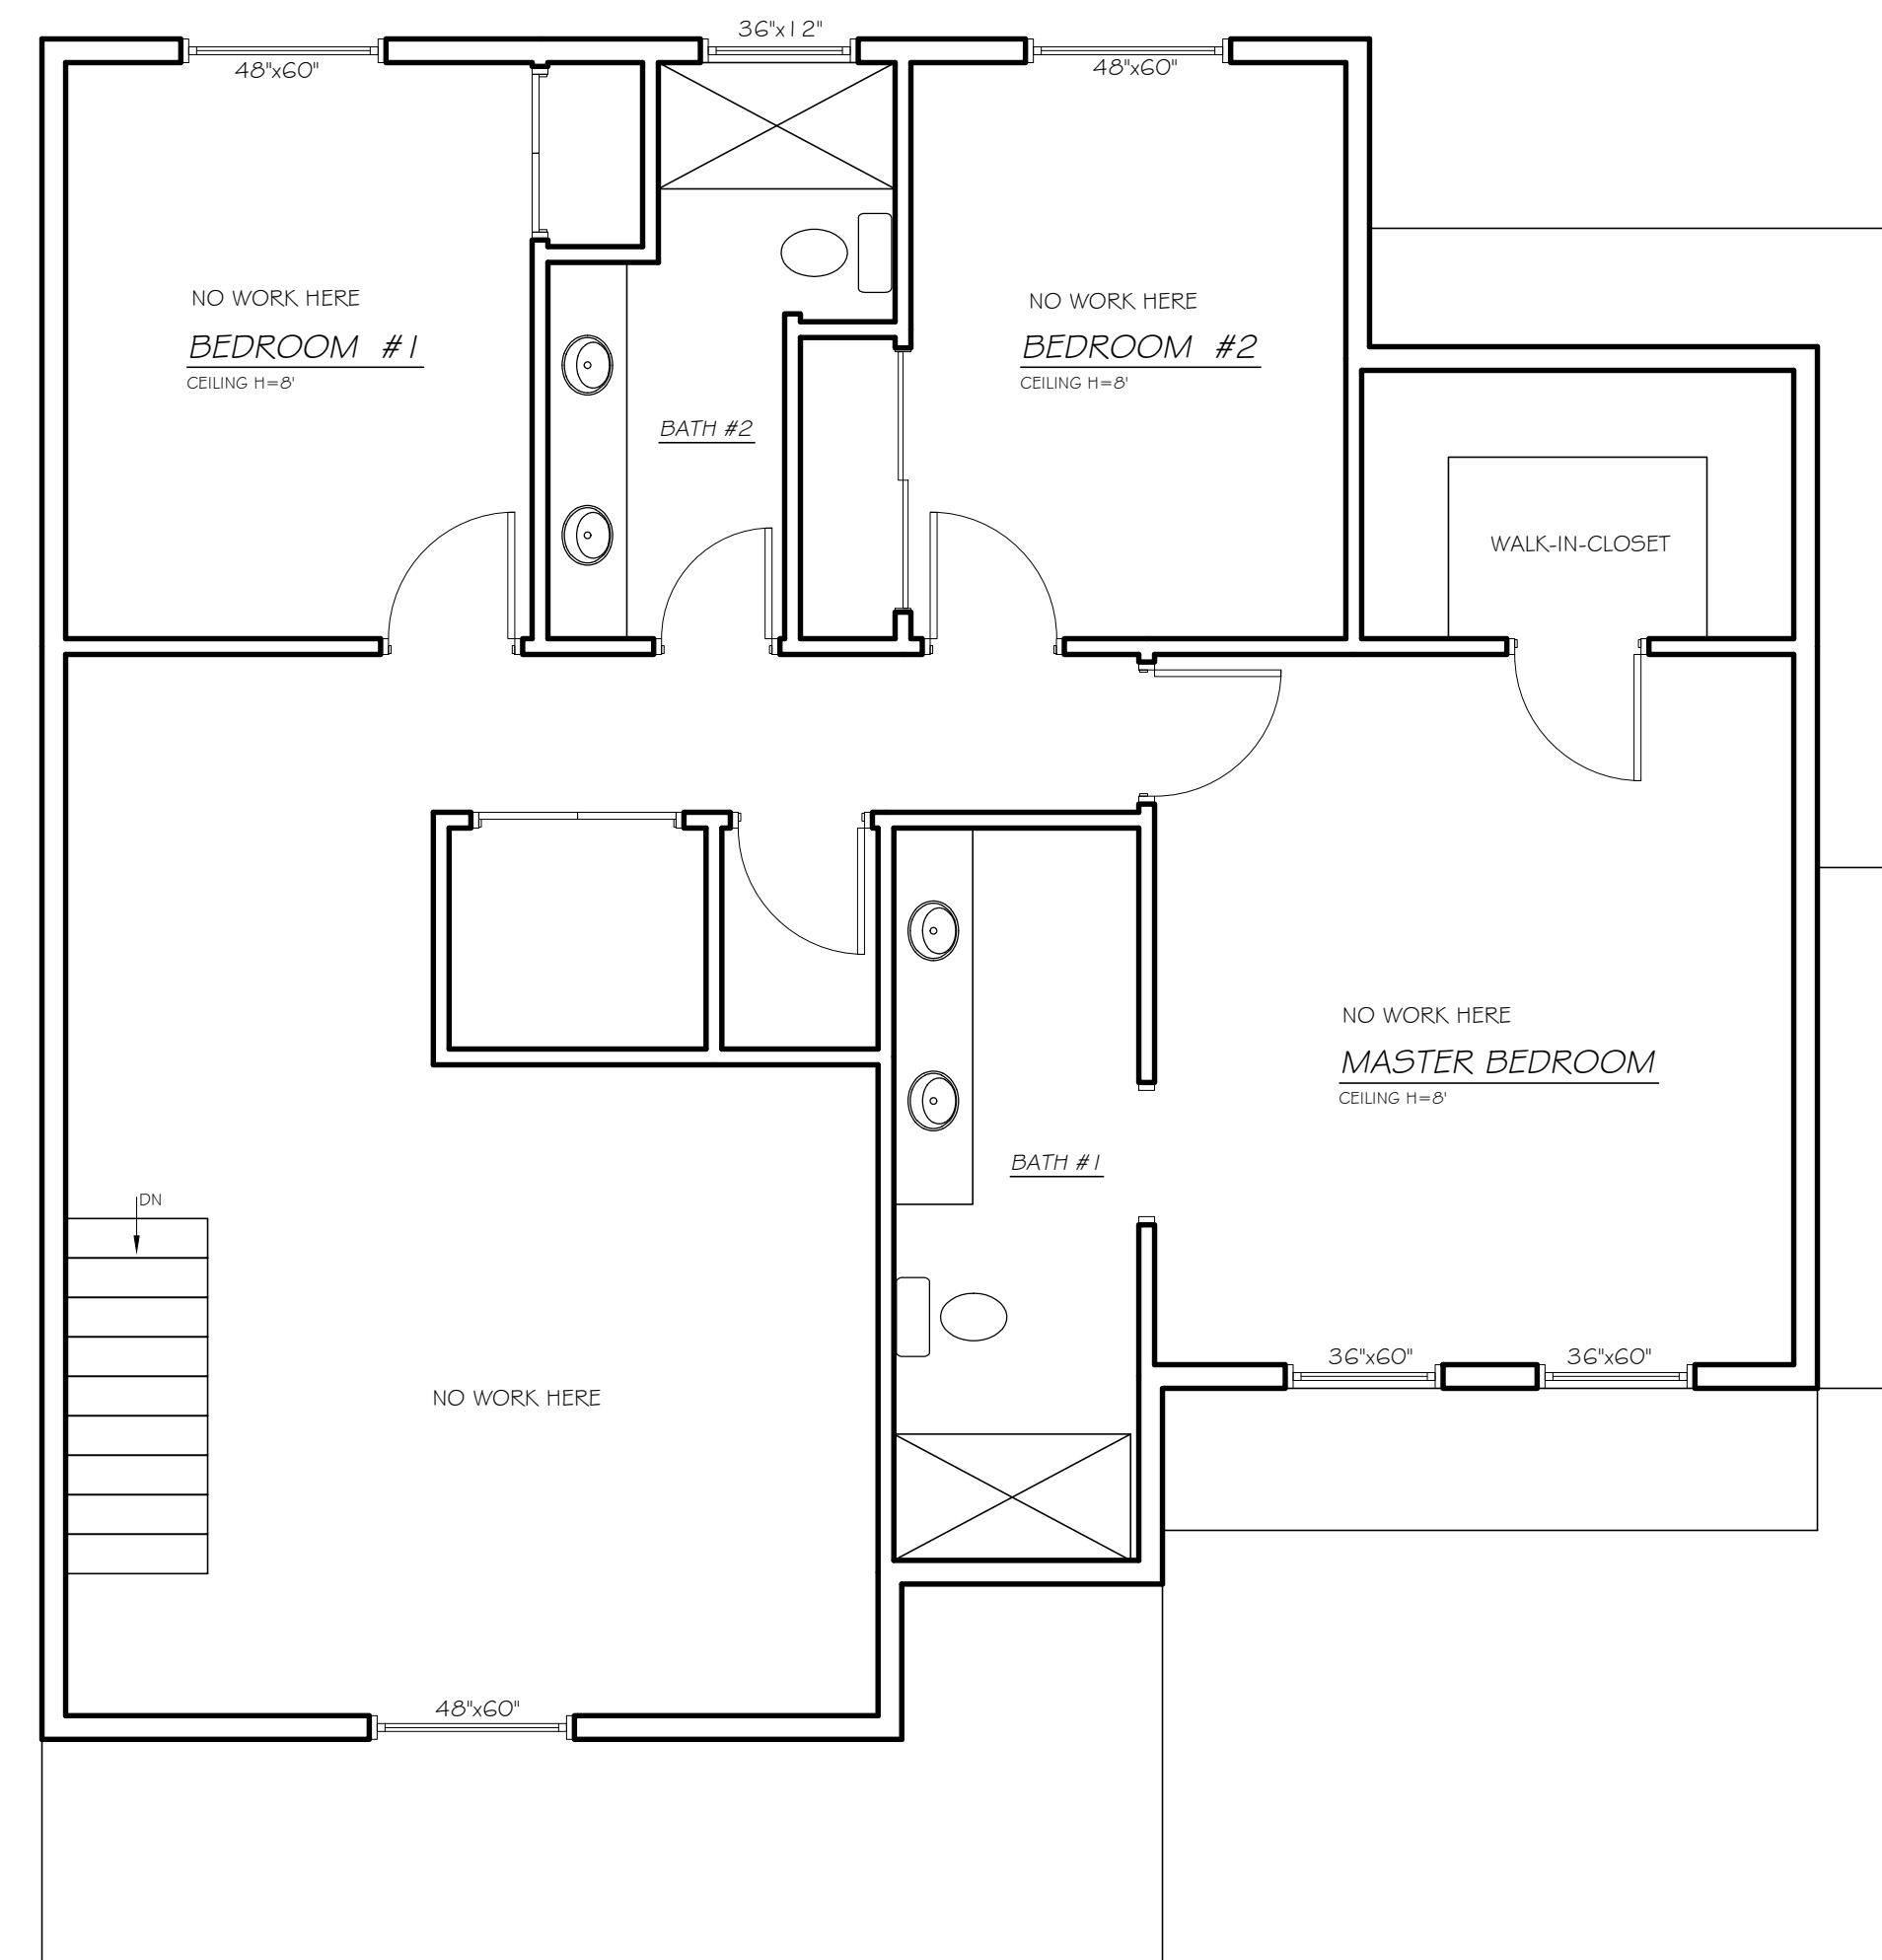 36"x12"
48"x60"
48"x60"
NO WORK HERE
BEDROOM #1
CEILING H=8'
NO WORK HERE
BEDROOM #2
CEILING H=8'
BATH #2
WALK-IN-CLOSET
NO WORK HERE
MASTER BEDROOM
CEILING H=8'
BATH #1
DN
36"x60"
36"x60"
NO WORK HERE
48"x60"